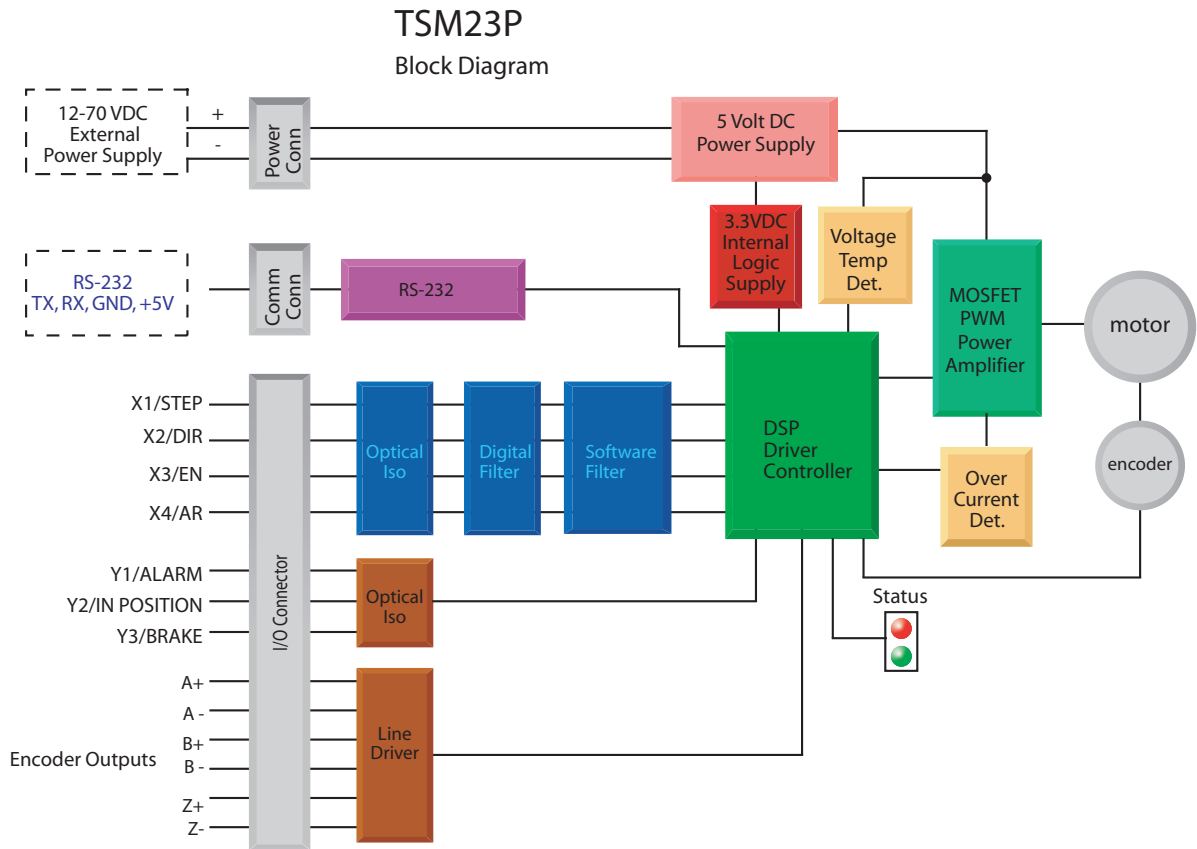 TSM23P
Block Diagram
12-70 VDC
External
Power Supply
+
-
Power
Conn
5 Volt DC
Power Supply
3.3VDC
Internal
Logic
Supply
Voltage
Temp
Det.
RS-232
TX, RX, GND, +5V
Comm
Conn
RS-232
MOSFET
PWM
Power
Amplifier
motor
encoder
X1/STEP
X2/DIR
X3/EN
X4/AR
Optical
Iso
Digital
Filter
Software
Filter
DSP
Driver
Controller
Over
Current
Det.
I/O Connector
Y1/ALARM
Y2/IN POSITION
Y3/BRAKE
Optical
Iso
Status
Encoder Outputs
A+
A -
B+
B -
Z+
Z-
Line
Driver